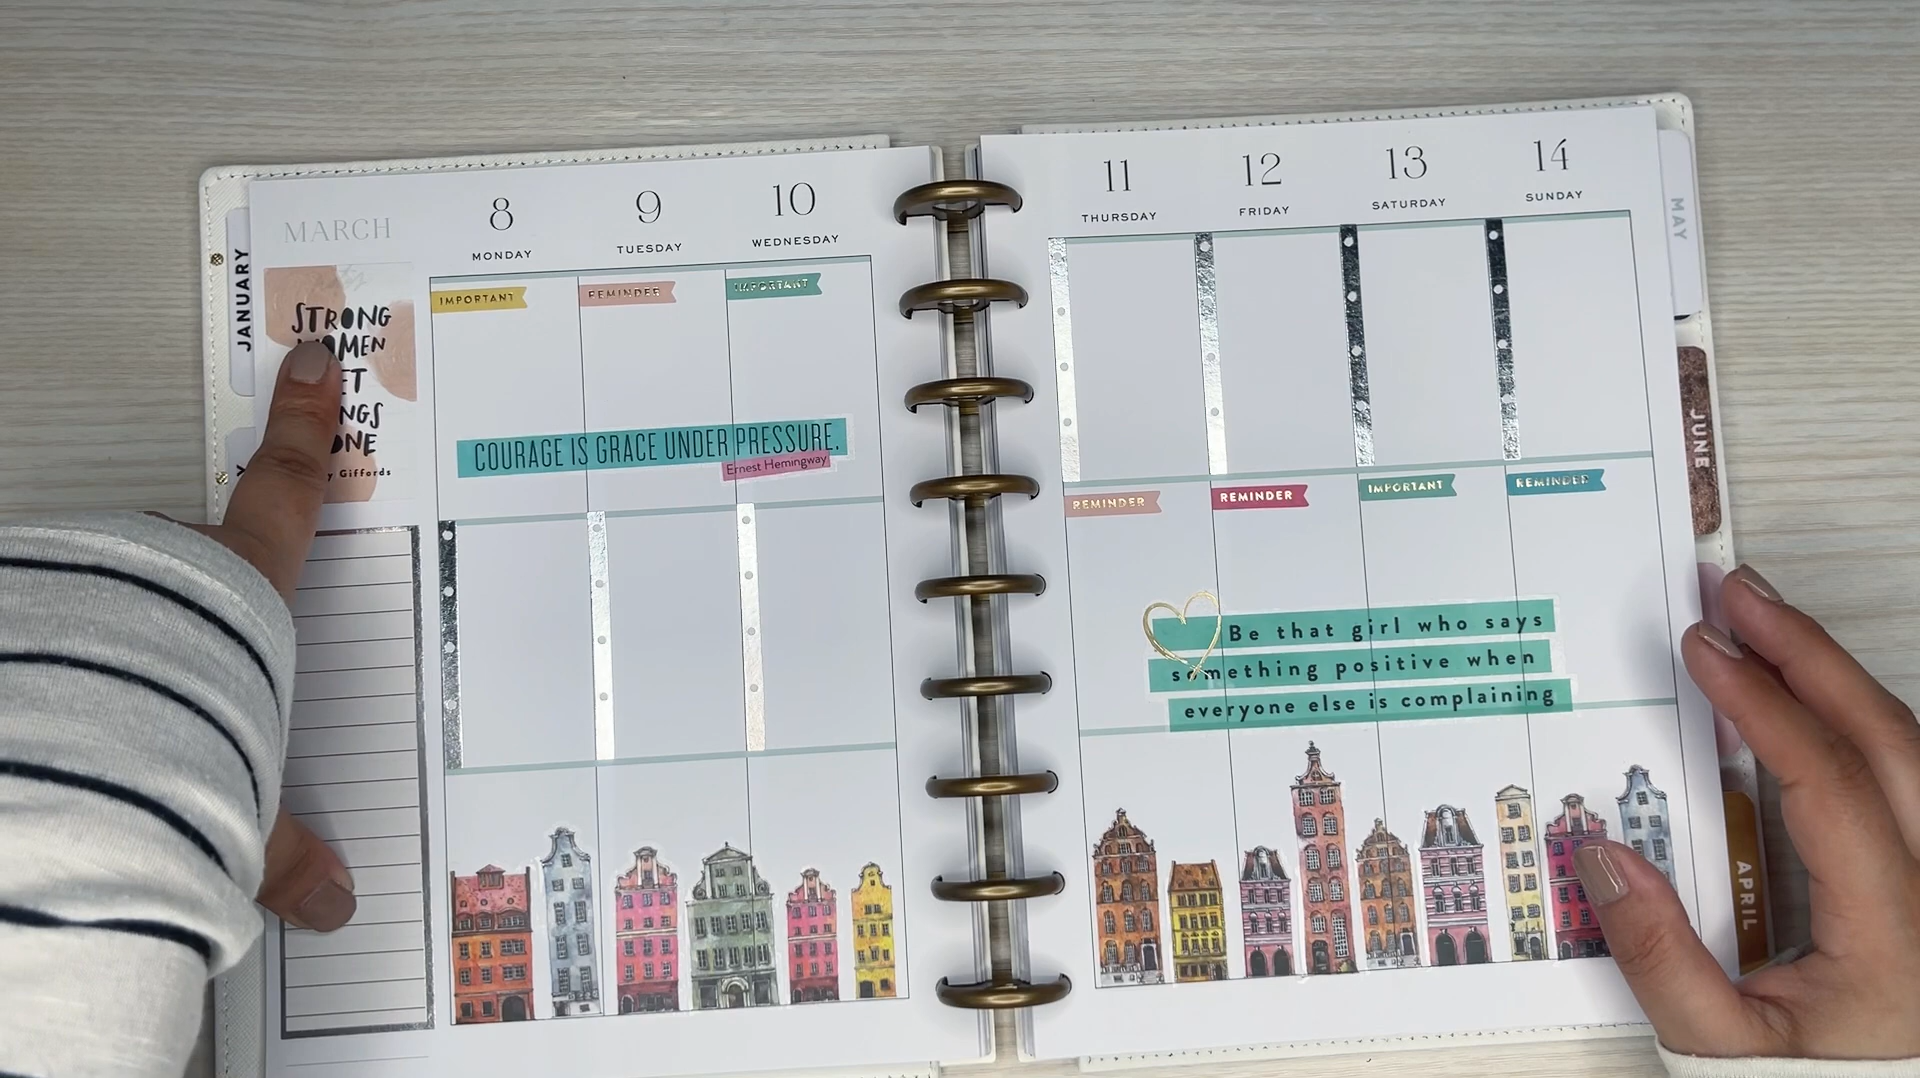 MARCH
8
MONDAY
9
TUESDAY
10
WEDNESDAY
11
THURSDAY
12
FRIDAY
13
SATURDAY
14
SUNDAY
JANUARY
STRONG
MEN
ET
NGS
ONE
y Giffords
IMPORTANT
REMINDER
IMPORTANT
COURAGE IS GRACE UNDER PRESSURE.
Ernest Hemingway
REMINDER
REMINDER
IMPORTANT
REMINDER
Be that girl who says
something positive when
everyone else is complaining
MAY
JUNE
APRIL